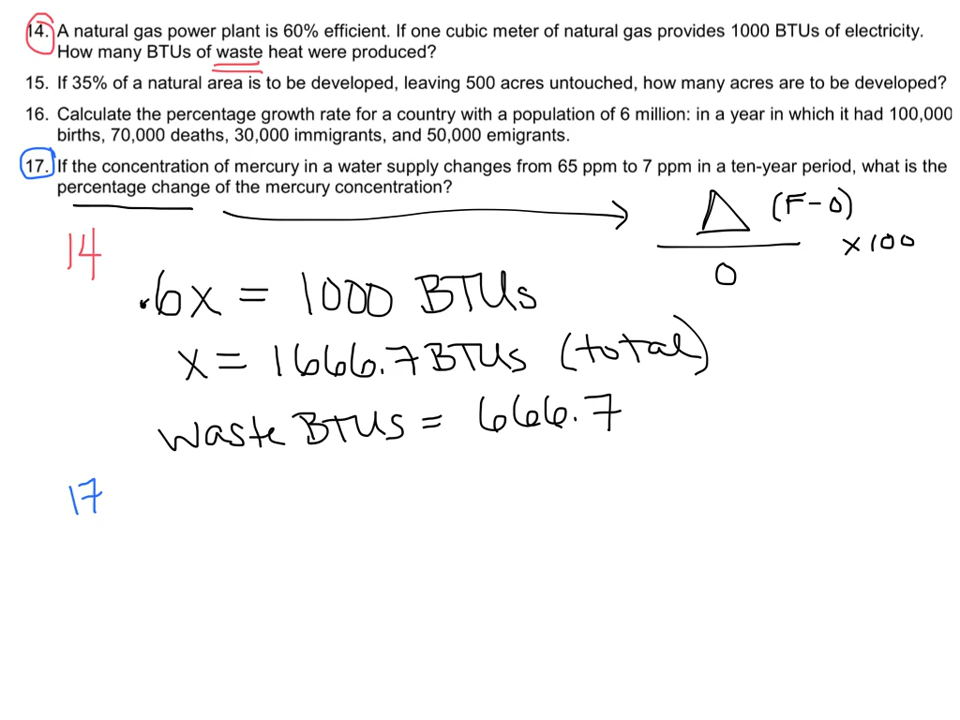 14. A natural gas power plant is 60% efficient. If one cubic meter of natural gas provides 1000 BTUs of electricity.
How many BTUs of waste heat were produced?
15. If 35% of a natural area is to be developed, leaving 500 acres untouched, how many acres are to be developed?
16. Calculate the percentage growth rate for a country with a population of 6 million: in a year in which it had 100,000
births, 70,000 deaths, 30,000 immigrants, and 50,000 emigrants.
17. If the concentration of mercury in a water supply changes from 65 ppm to 7 ppm in a ten-year period, what is the
percentage change of the mercury concentration?
Δ (F-O)
x100
O
14
.6x = 1000 BTUs
x = 1666.7 BTUs (total)
waste BTUs = 666.7
17